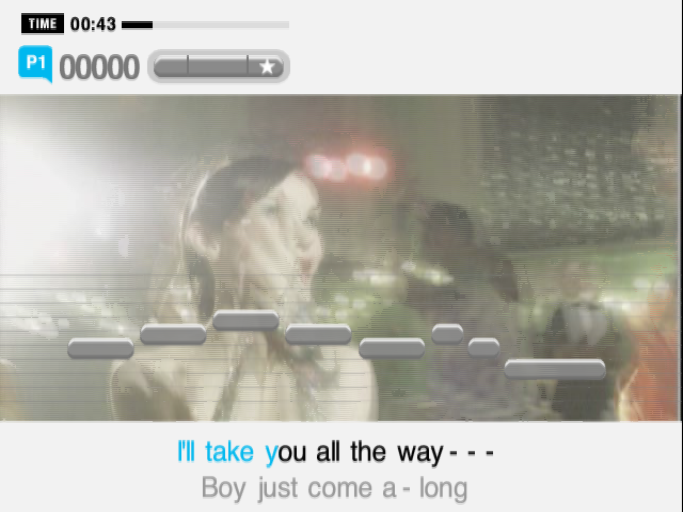 TIME 00:43
P1 00000
I'll take you all the way - - -
Boy just come a - long